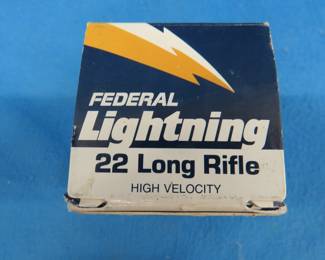 FEDERAL
Lightning
22 Long Rifle
HIGH VELOCITY